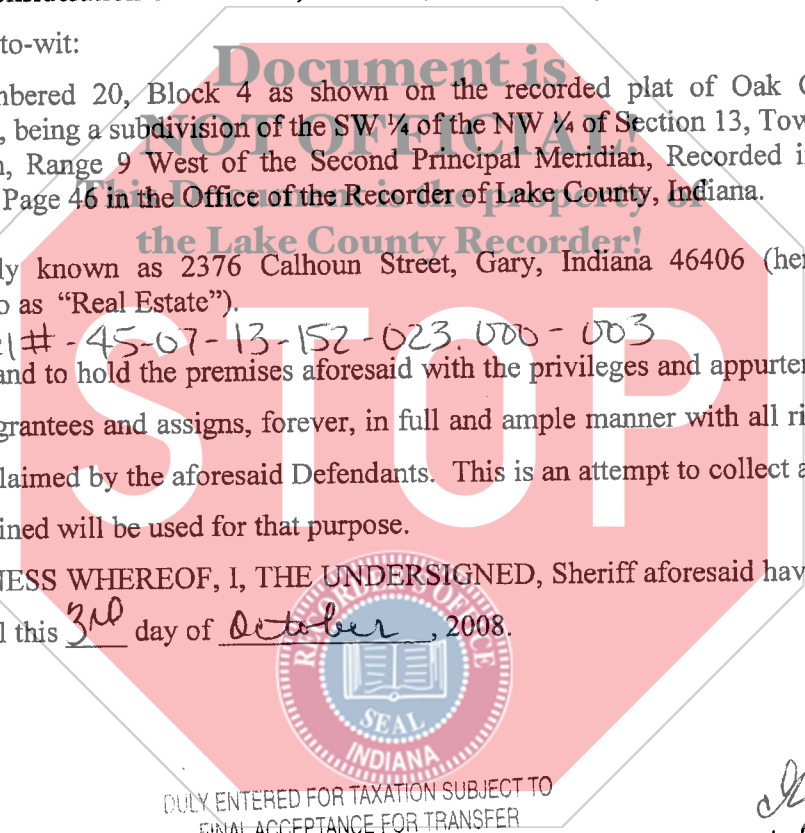 to-wit:
Document is
nbered 20, Block 4 as shown on the recorded plat of Oak
, being a subdivision of the SW ¼ of the NW ¼ of Section 13, Tow
NOT OFFICIAL!
n, Range 9 West of the Second Principal Meridian, Recorded i
Page 46 in the Office of the Recorder of Lake County, Indiana.
This Document is the property of
the Lake County Recorder!
ly known as 2376 Calhoun Street, Gary, Indiana 46406 (her
o as “Real Estate”).
l# - 45-07-13-152-023.000-003
and to hold the premises aforesaid with the privileges and appurte
grantees and assigns, forever, in full and ample manner with all ri
laimed by the aforesaid Defendants. This is an attempt to collect a
ined will be used for that purpose.
NESS WHEREOF, I, THE UNDERSIGNED, Sheriff aforesaid hav
l this 3rd day of October, 2008.
STOP
RECORDER'S OFFICE
SEAL
INDIANA
DULY ENTERED FOR TAXATION SUBJECT TO
FINAL ACCEPTANCE FOR TRANSFER